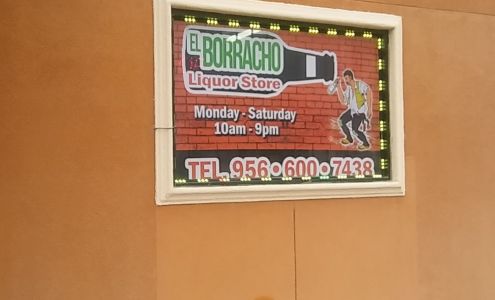 EL
BORRACHO
Liquor Store
Monday - Saturday
10am - 9pm
TEL. 956 • 600 • 7438